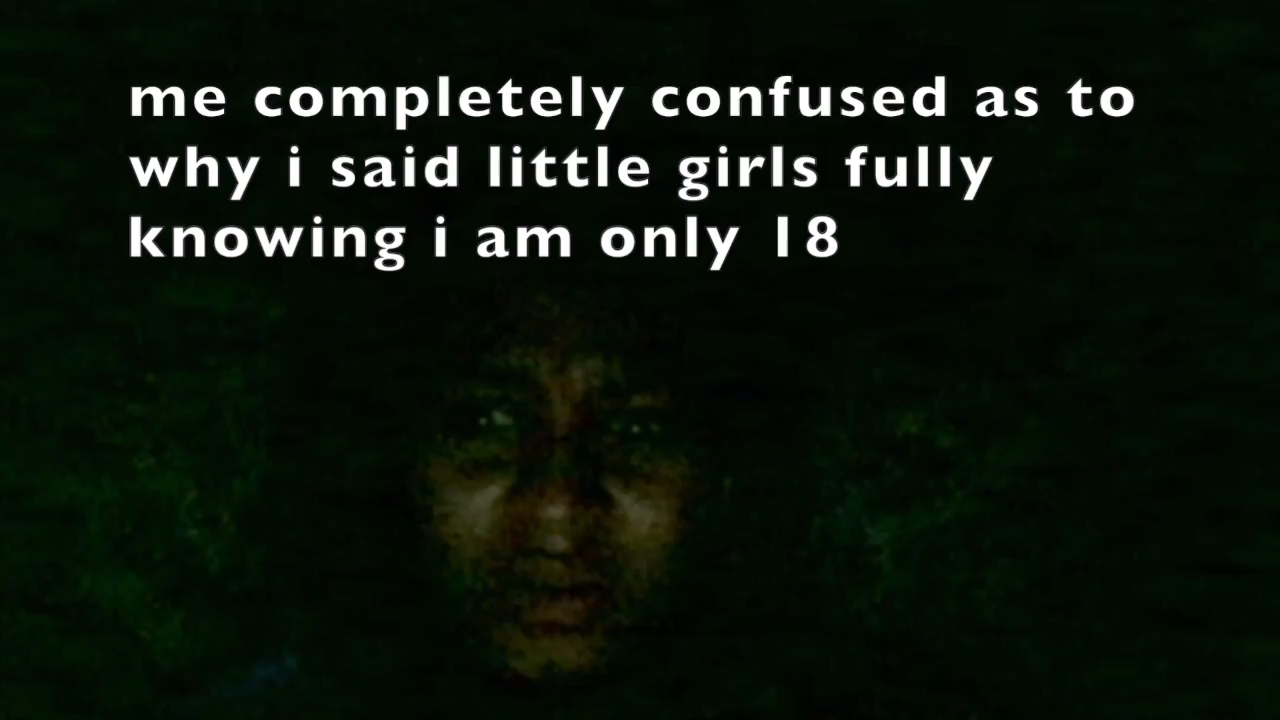 me completely confused as to
why i said little girls fully
knowing i am only 18